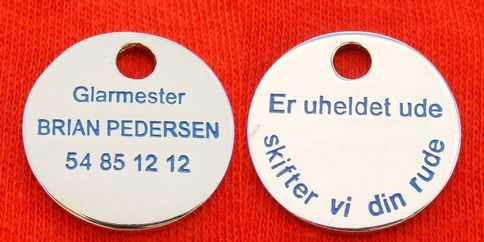 Glarmester
BRIAN PEDERSEN
54 85 12 12
Er uheldet ude
skifter vi din rude